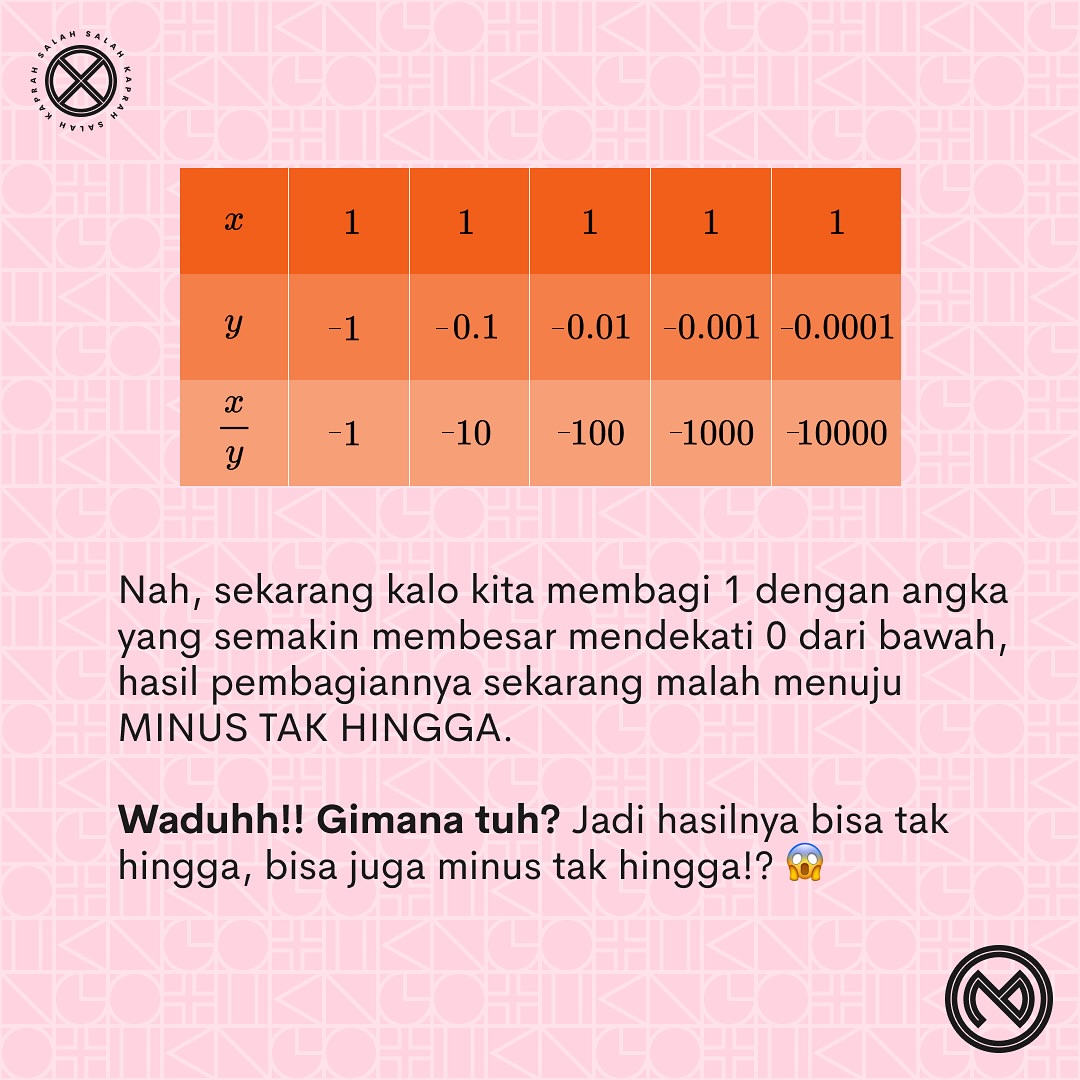 SALAH KAPRAH SALAH KAPRAH SALAH
x 1 1 1 1 1
y -1 -0.1 -0.01 -0.001 -0.0001
x/y -1 -10 -100 -1000 -10000
Nah, sekarang kalo kita membagi 1 dengan angka
yang semakin membesar mendekati 0 dari bawah,
hasil pembagiannya sekarang malah menuju
MINUS TAK HINGGA.
Waduhh!! Gimana tuh? Jadi hasilnya bisa tak
hingga, bisa juga minus tak hingga!? 😱